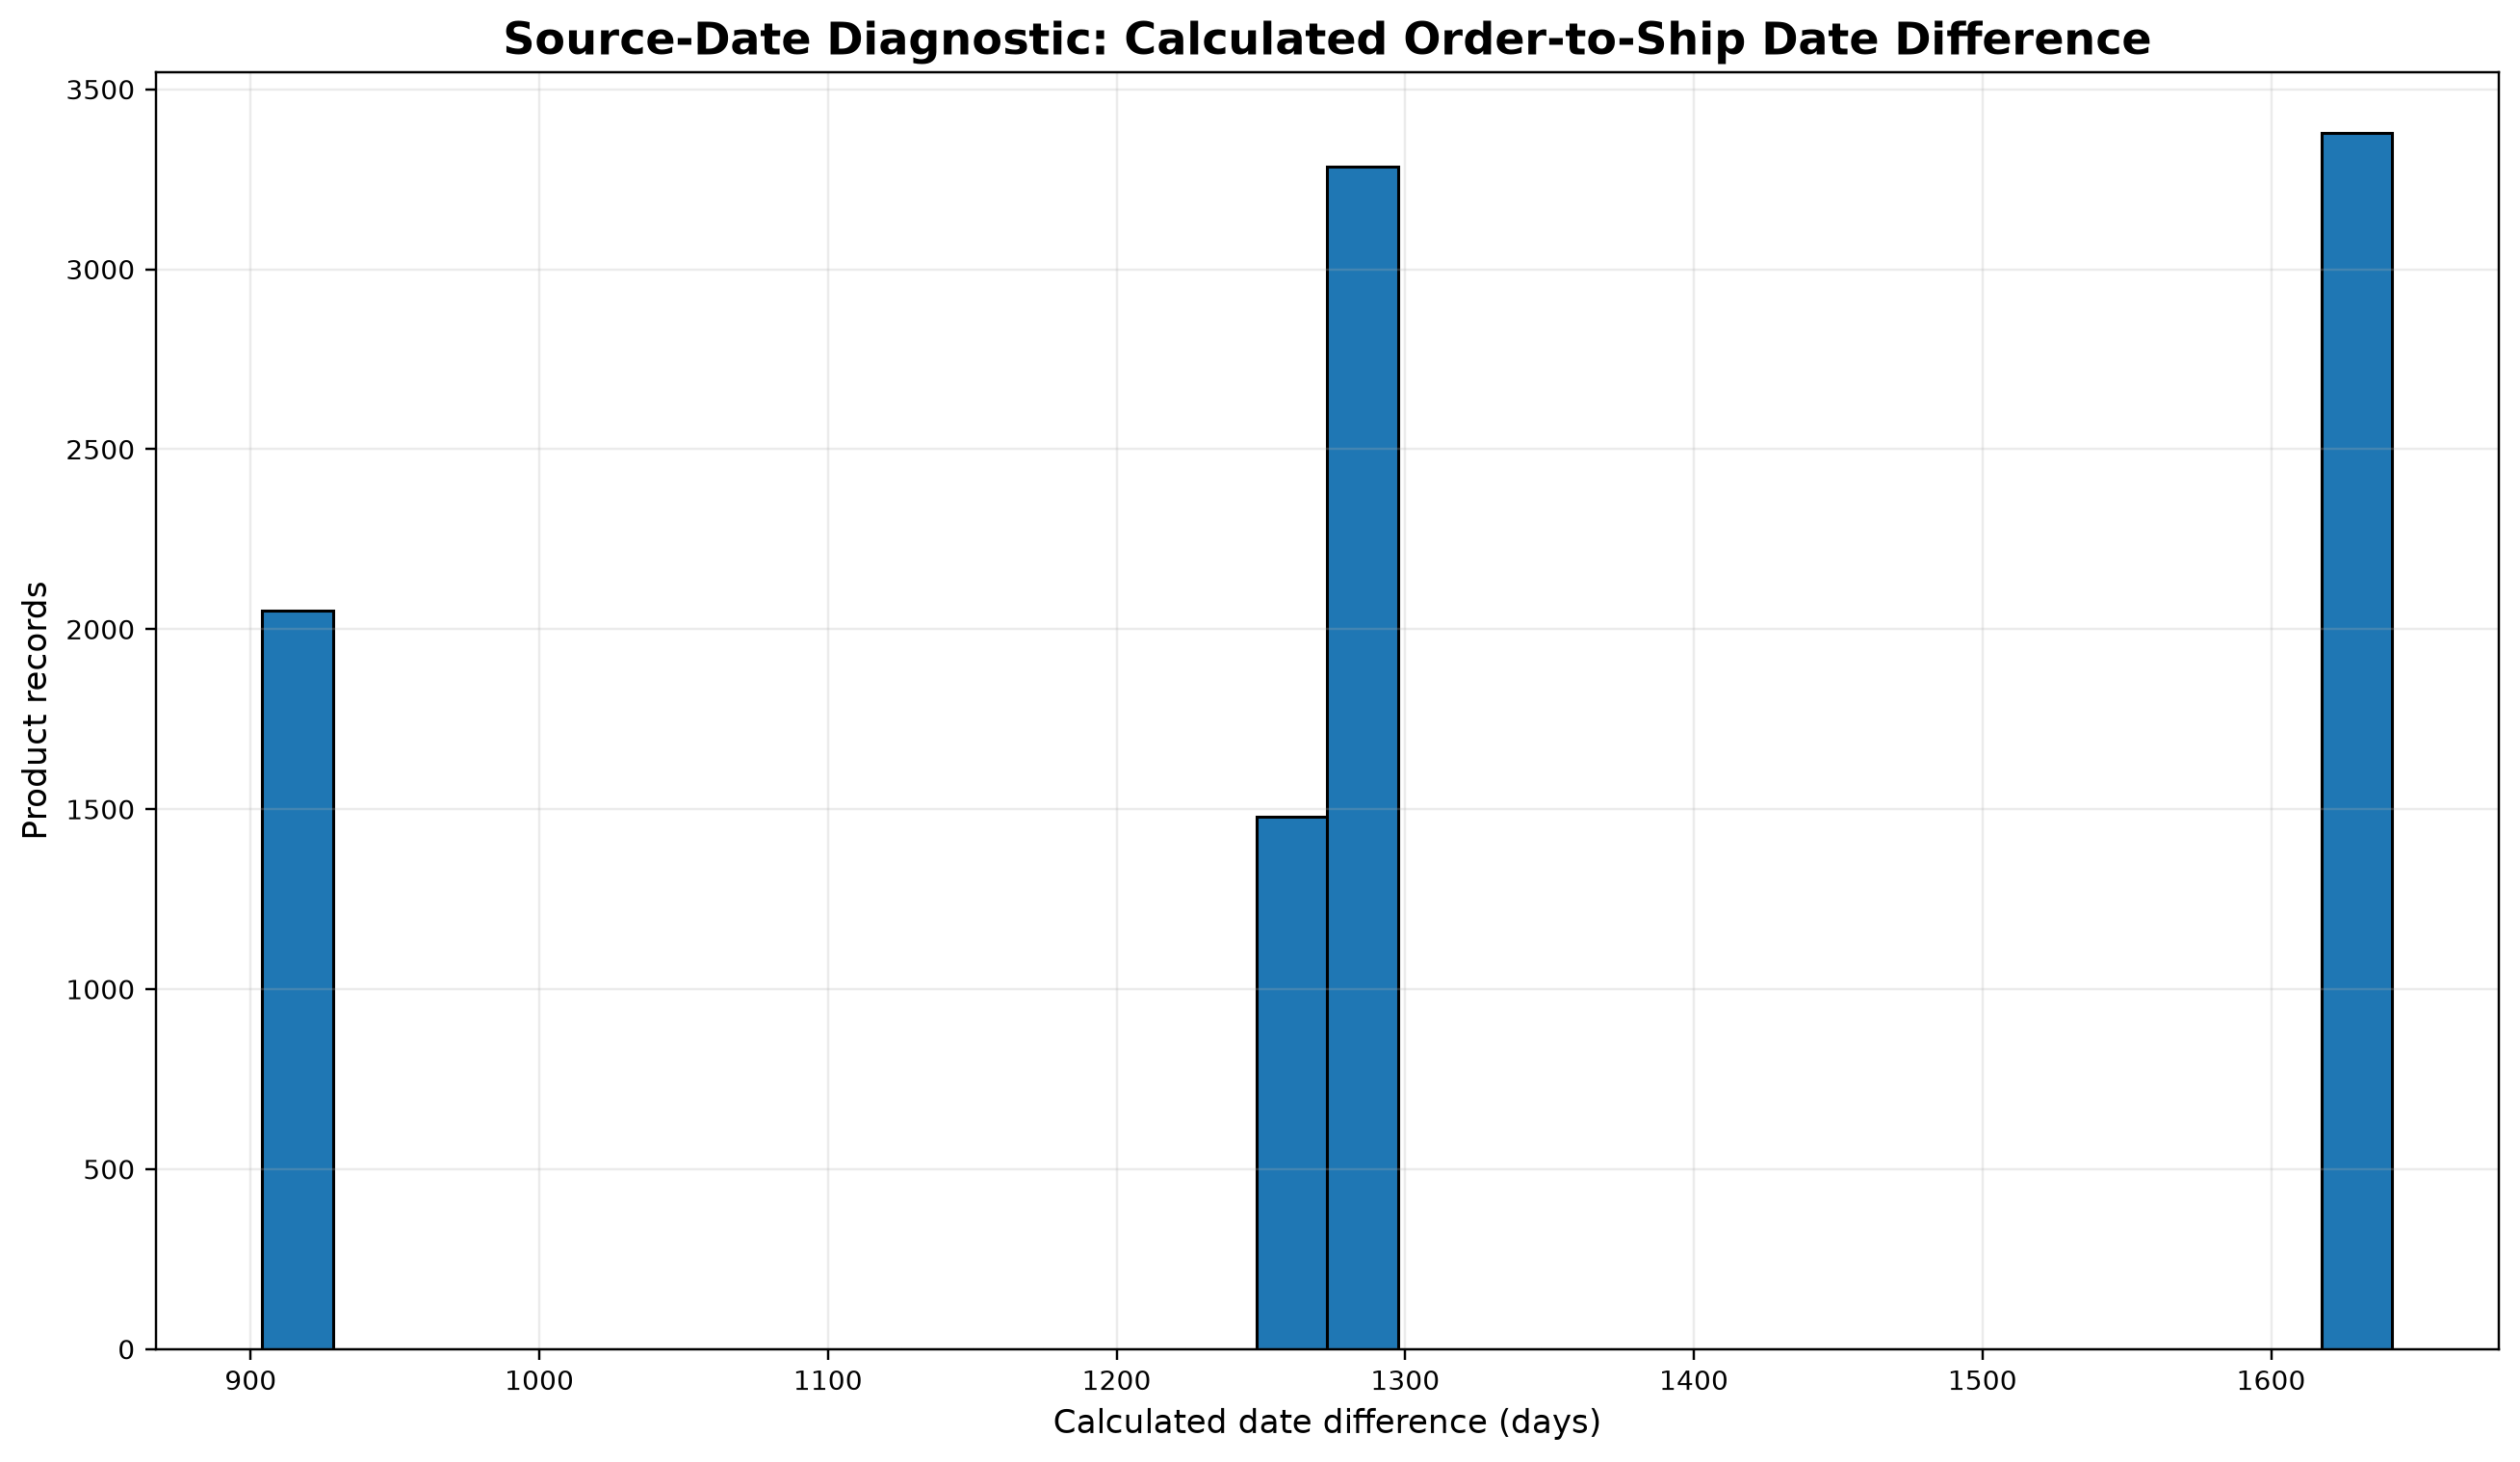 Source-Date Diagnostic: Calculated Order-to-Ship Date Difference
3500
3000
2500
2000
1500
1000
500
0
Product records
900 1000 1100 1200 1300 1400 1500 1600
Calculated date difference (days)